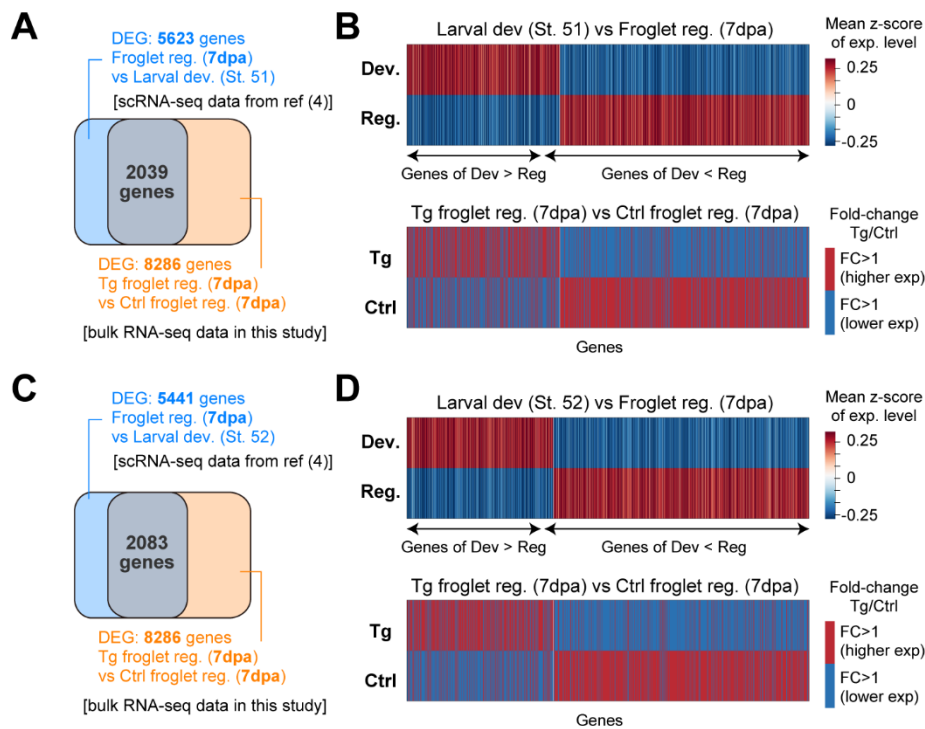 A
DEG: 5623 genes
Froglet reg. (7dpa)
vs Larval dev. (St. 51)
[scRNA-seq data from ref (4)]
2039
genes
DEG: 8286 genes
Tg froglet reg. (7dpa)
vs Ctrl froglet reg. (7dpa)
[bulk RNA-seq data in this study]
B
Larval dev (St. 51) vs Froglet reg. (7dpa)
Dev.
Reg.
Genes of Dev > Reg
Genes of Dev < Reg
Mean z-score
of exp. level
0.25
0
-0.25
Tg froglet reg. (7dpa) vs Ctrl froglet reg. (7dpa)
Tg
Ctrl
Genes
Fold-change
Tg/Ctrl
FC>1
(higher exp)
FC>1
(lower exp)
C
DEG: 5441 genes
Froglet reg. (7dpa)
vs Larval dev. (St. 52)
[scRNA-seq data from ref (4)]
2083
genes
DEG: 8286 genes
Tg froglet reg. (7dpa)
vs Ctrl froglet reg. (7dpa)
[bulk RNA-seq data in this study]
D
Larval dev (St. 52) vs Froglet reg. (7dpa)
Dev.
Reg.
Genes of Dev > Reg
Genes of Dev < Reg
Mean z-score
of exp. level
0.25
0
-0.25
Tg froglet reg. (7dpa) vs Ctrl froglet reg. (7dpa)
Tg
Ctrl
Genes
Fold-change
Tg/Ctrl
FC>1
(higher exp)
FC>1
(lower exp)